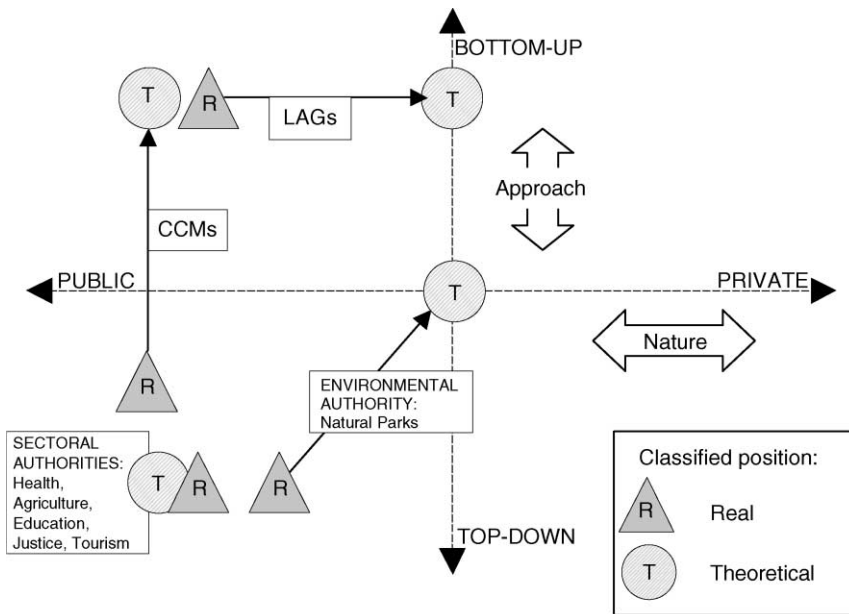 BOTTOM-UP
T
R
T
LAGs
Approach
CCMs
PUBLIC
PRIVATE
T
Nature
R
ENVIRONMENTAL
AUTHORITY:
Natural Parks
SECTORAL
AUTHORITIES:
Health,
Agriculture,
Education,
Justice, Tourism
T
R
R
TOP-DOWN
Classified position:
R
Real
T
Theoretical